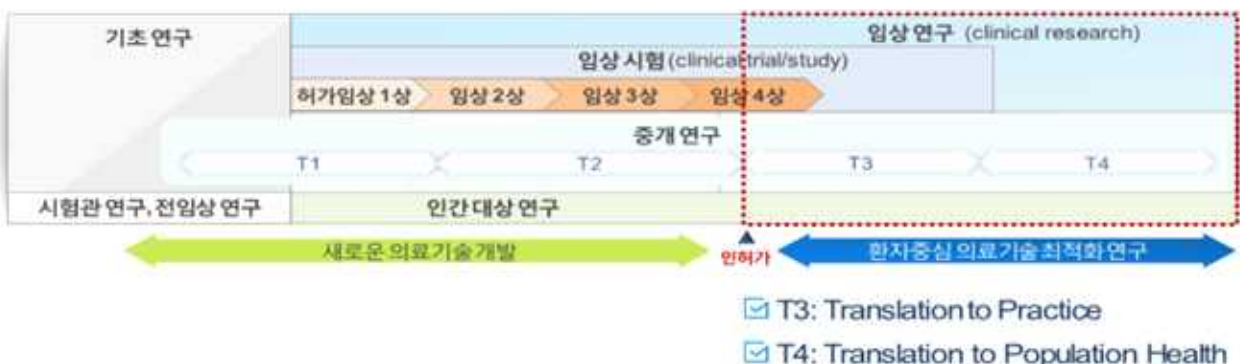 기초 연구
임상 연구 (clinical research)
임상 시험(clinical trial/study)
허가임상 1상 임상 2상 임상 3상 임상 4상
중개 연구
T1 T2 T3 T4
시험관 연구, 전임상 연구 인간 대상 연구
새로운 의료기술 개발 인허가 환자중심 의료기술최적화 연구
T3: Translation to Practice
T4: Translation to Population Health